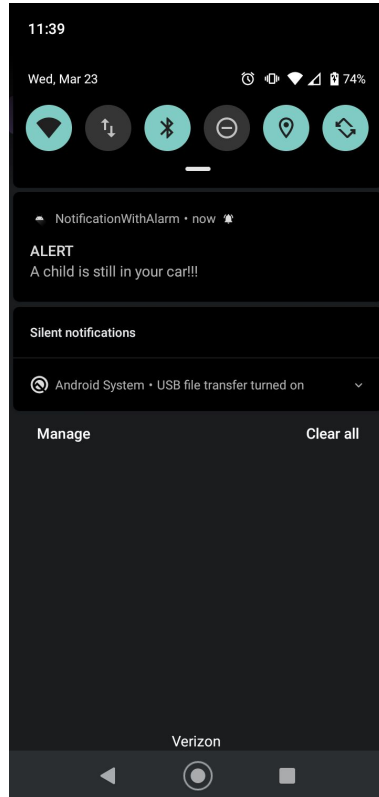 11:39
Wed, Mar 23 74%
NotificationWithAlarm • now
ALERT
A child is still in your car!!!
Silent notifications
Android System • USB file transfer turned on
Manage Clear all
Verizon